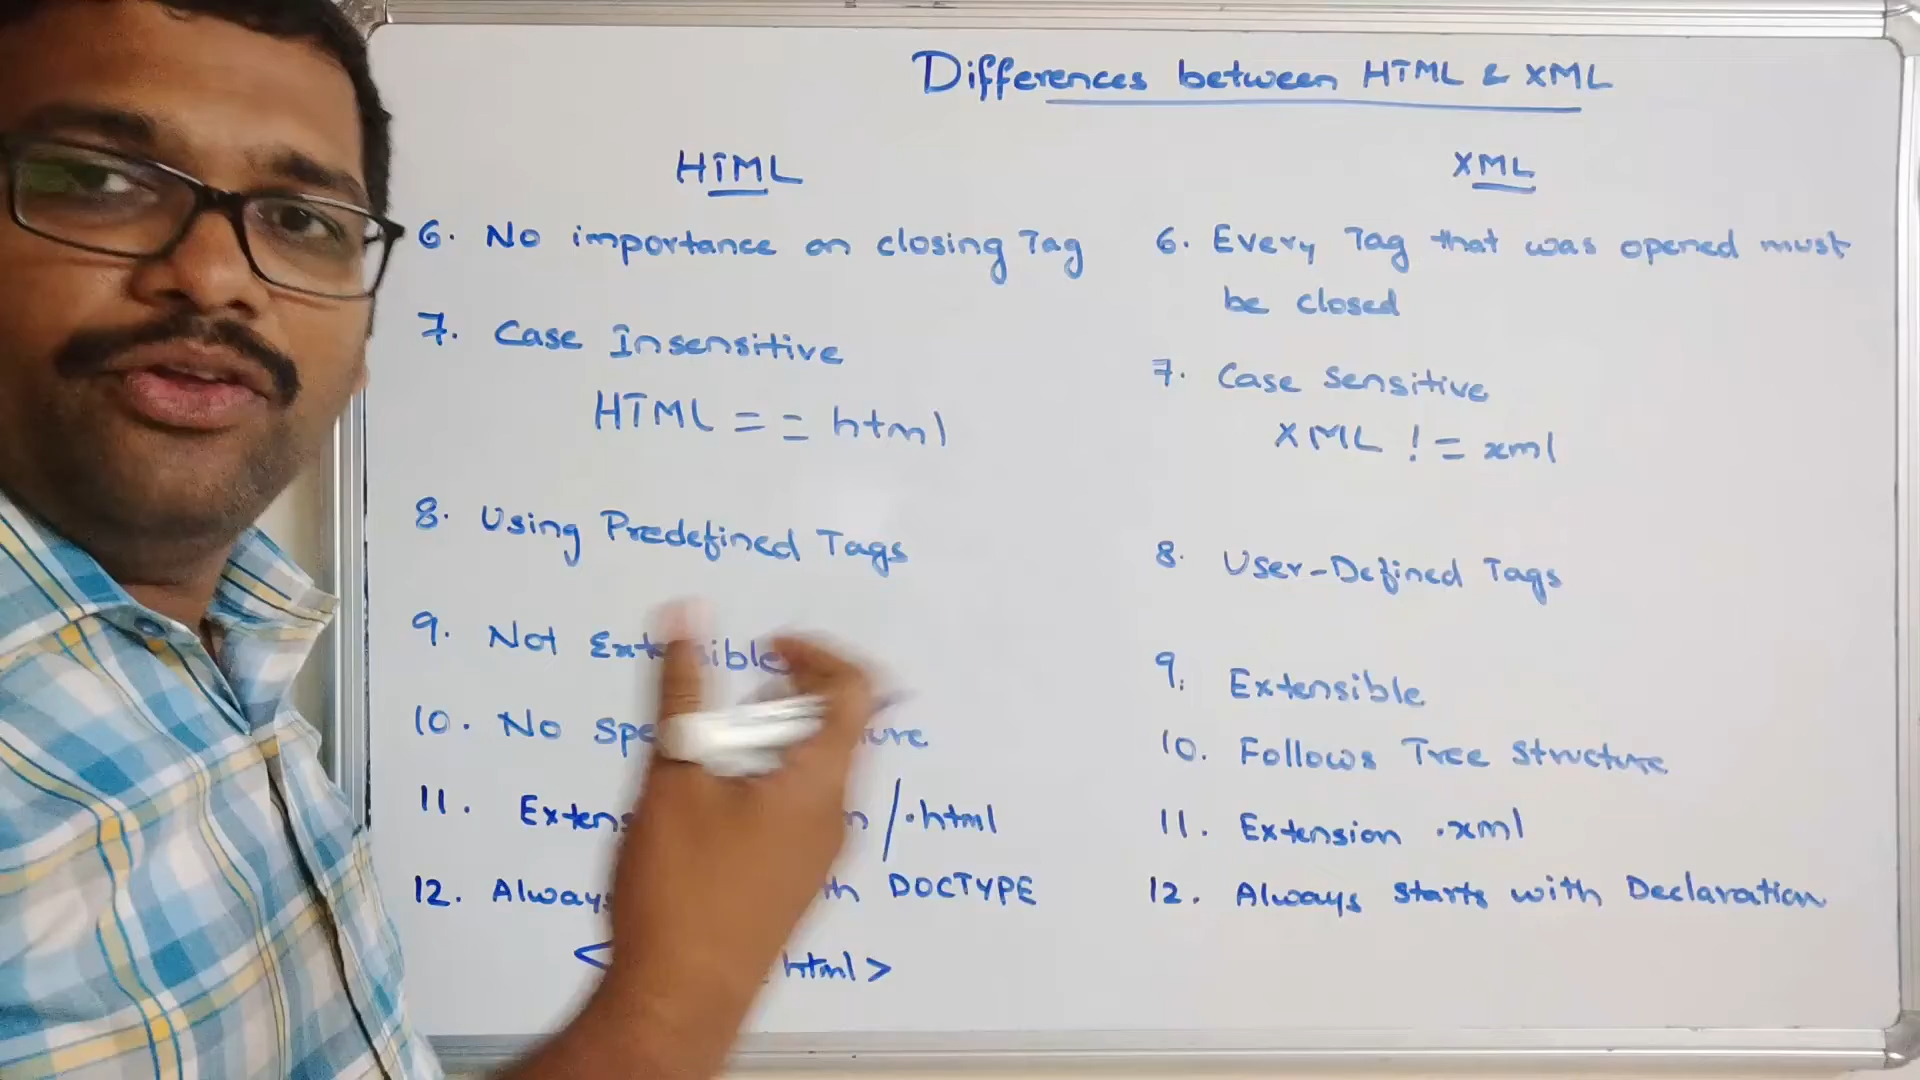 Differences between HTML & XML
HTML
6. No importance on closing Tag
7. Case Insensitive
HTML == html
8. Using Predefined Tags
9. Not Extensible
10. No
11. /.html
12. Always DOCTYPE
< html>
XML
6. Every Tag that was opened must
be closed
7. Case Sensitive
XML != xml
8. User-Defined Tags
9. Extensible
10. Follows Tree Structure
11. Extension .xml
12. Always starts with Declaration